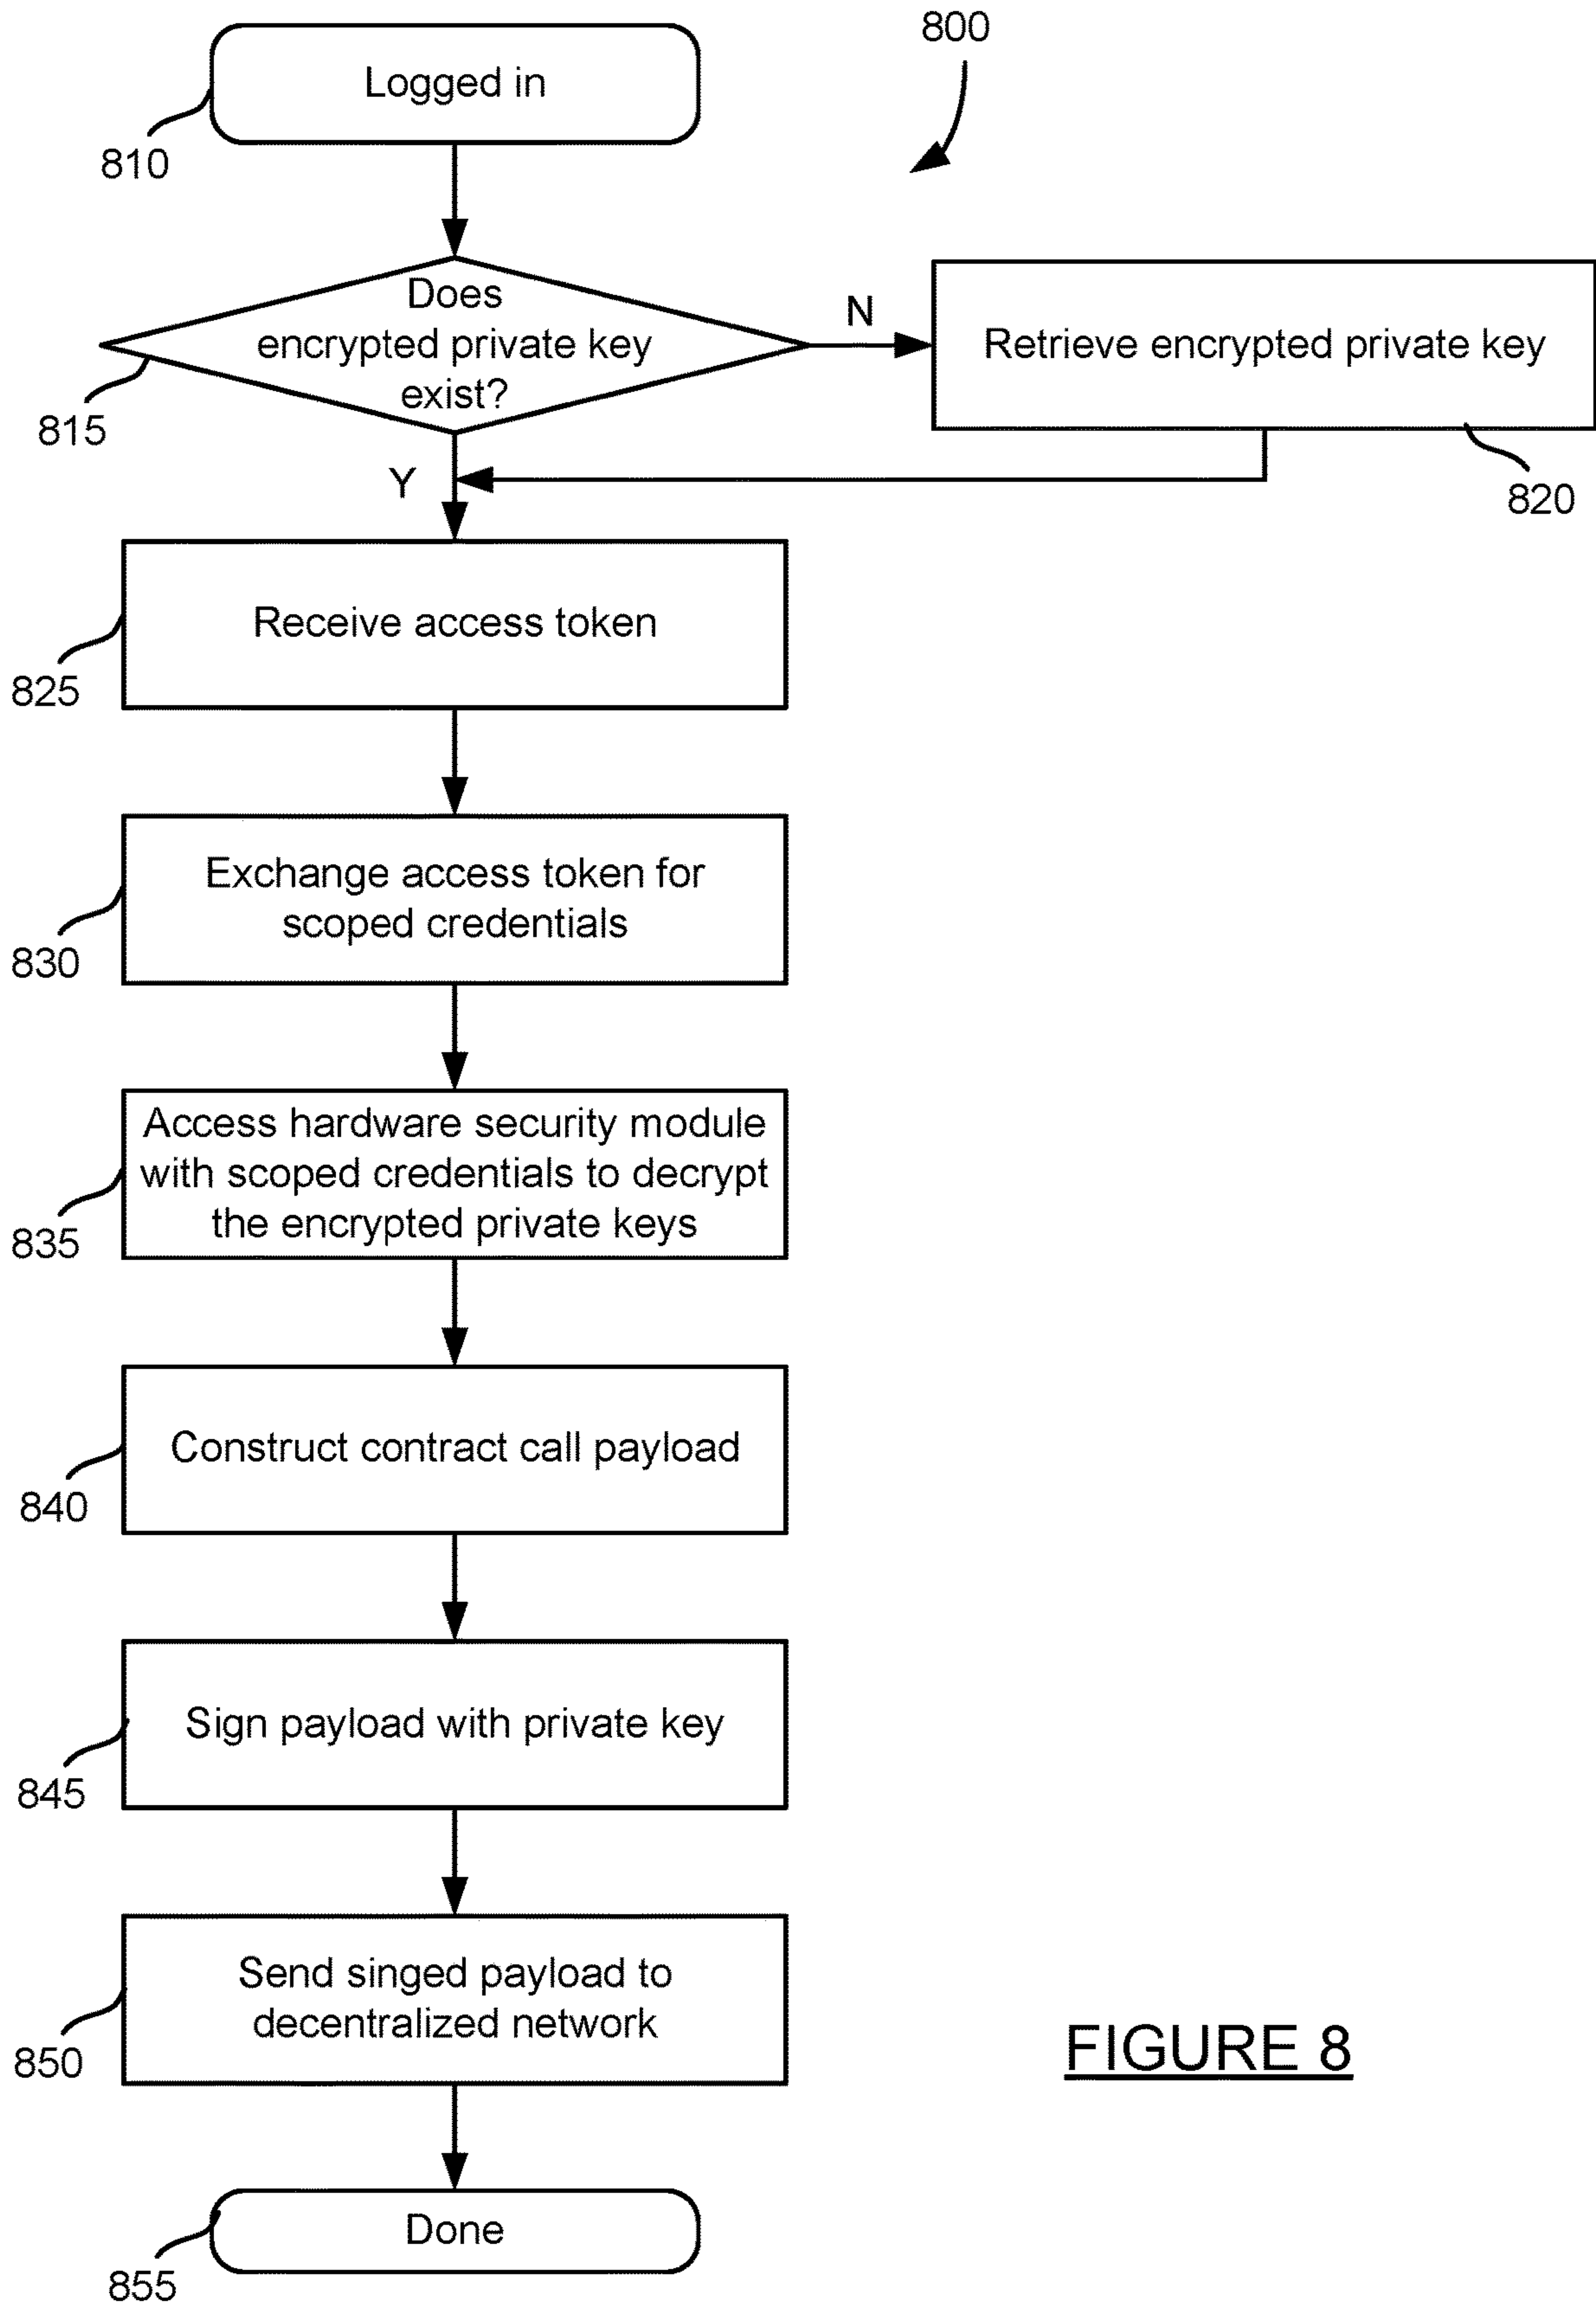 800
Logged in
810
Does
encrypted private key
exist?
N
815
Retrieve encrypted private key
820
Y
Receive access token
825
Exchange access token for
scoped credentials
830
Access hardware security module
with scoped credentials to decrypt
the encrypted private keys
835
Construct contract call payload
840
Sign payload with private key
845
Send singed payload to
decentralized network
850
Done
855
FIGURE 8